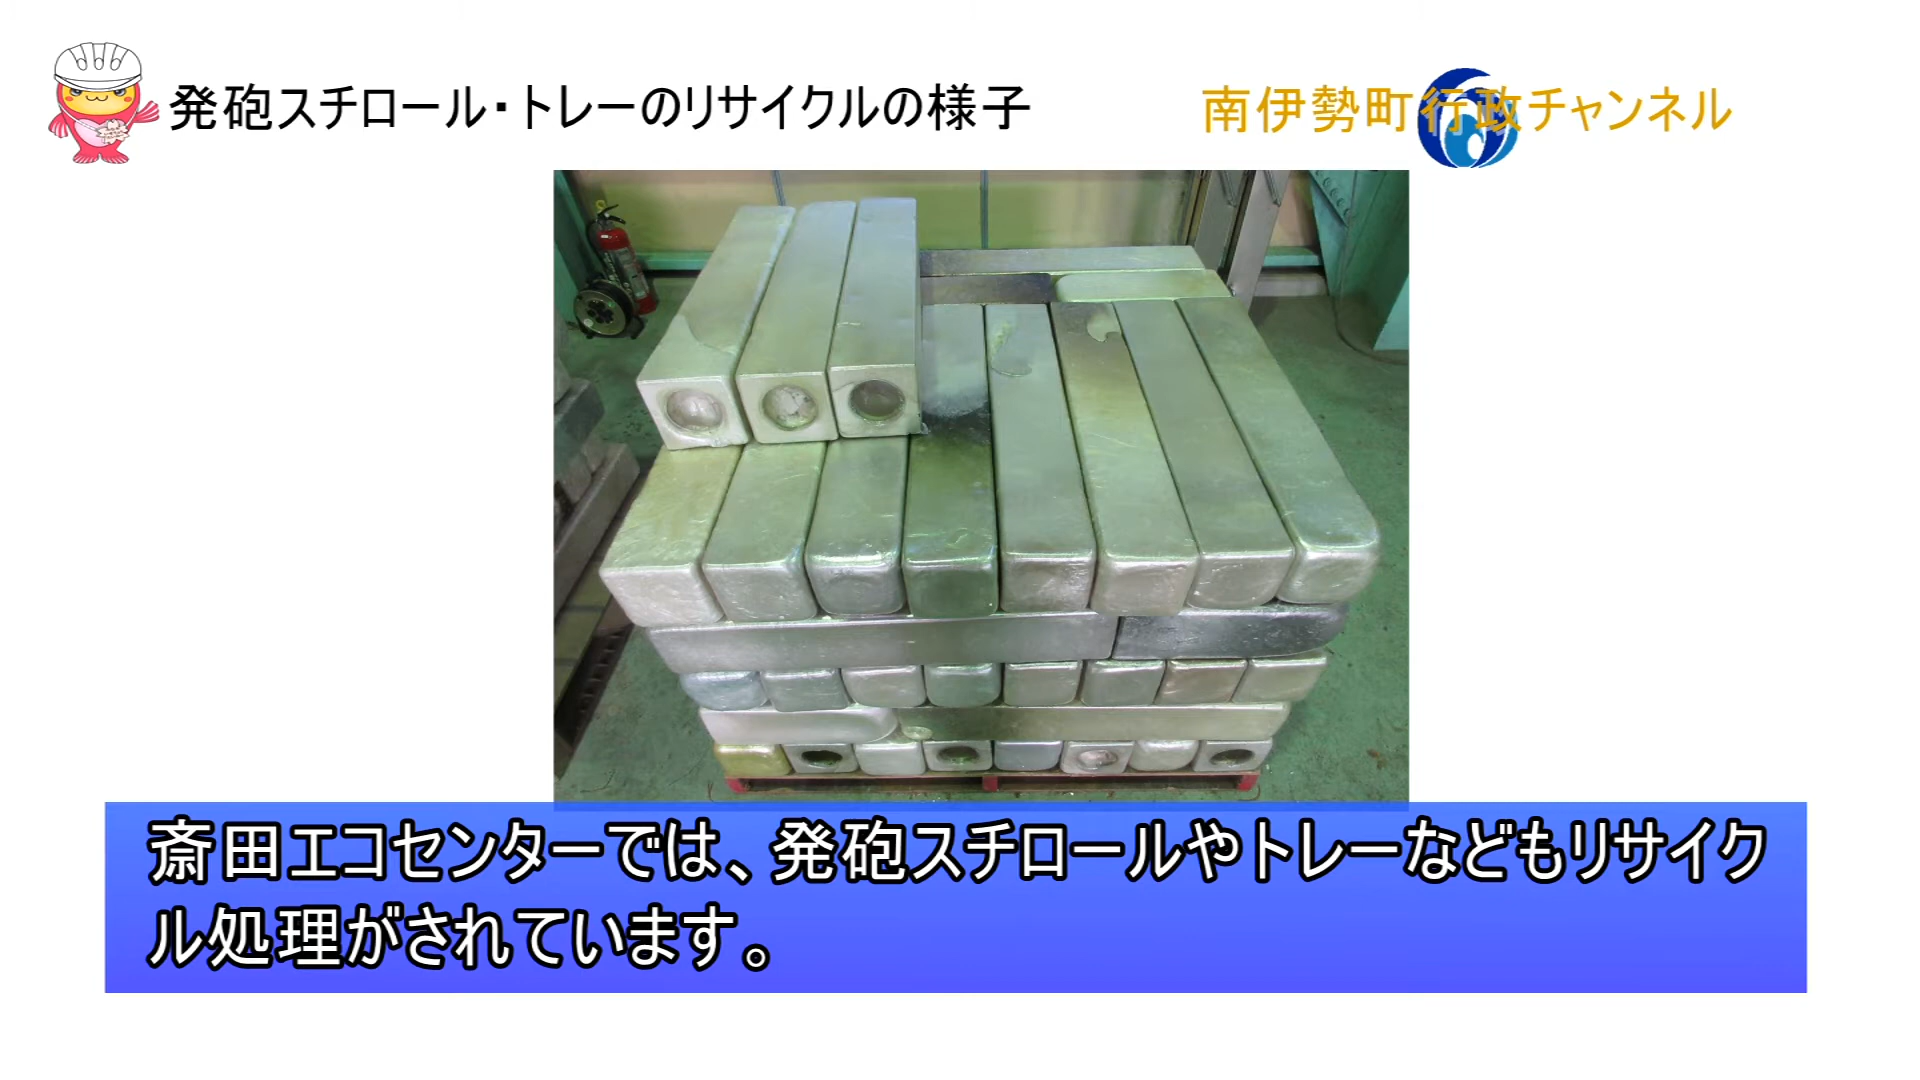 発砲スチロール・トレーのリサイクルの様子
南伊勢町行政チャンネル
斎田エコセンターでは、発砲スチロールやトレーなどもリサイク
ル処理がされています。